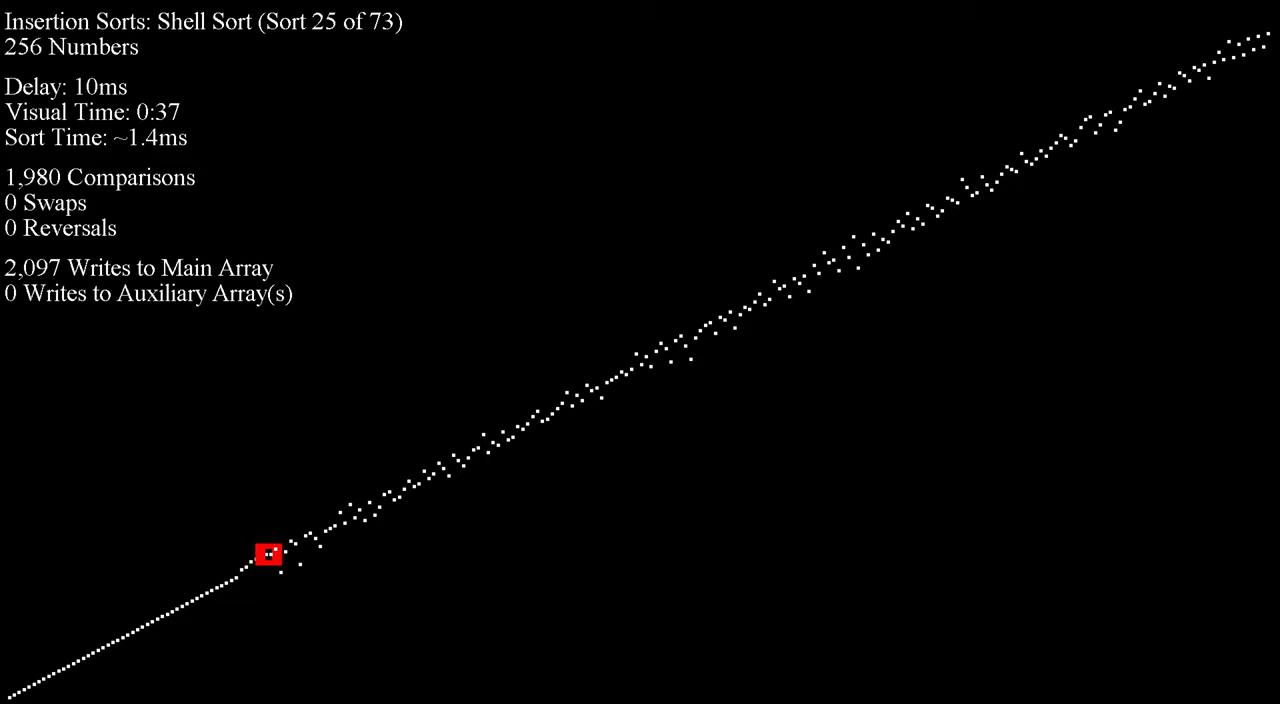 Insertion Sorts: Shell Sort (Sort 25 of 73)
256 Numbers
Delay: 10ms
Visual Time: 0:37
Sort Time: ~1.4ms
1,980 Comparisons
0 Swaps
0 Reversals
2,097 Writes to Main Array
0 Writes to Auxiliary Array(s)